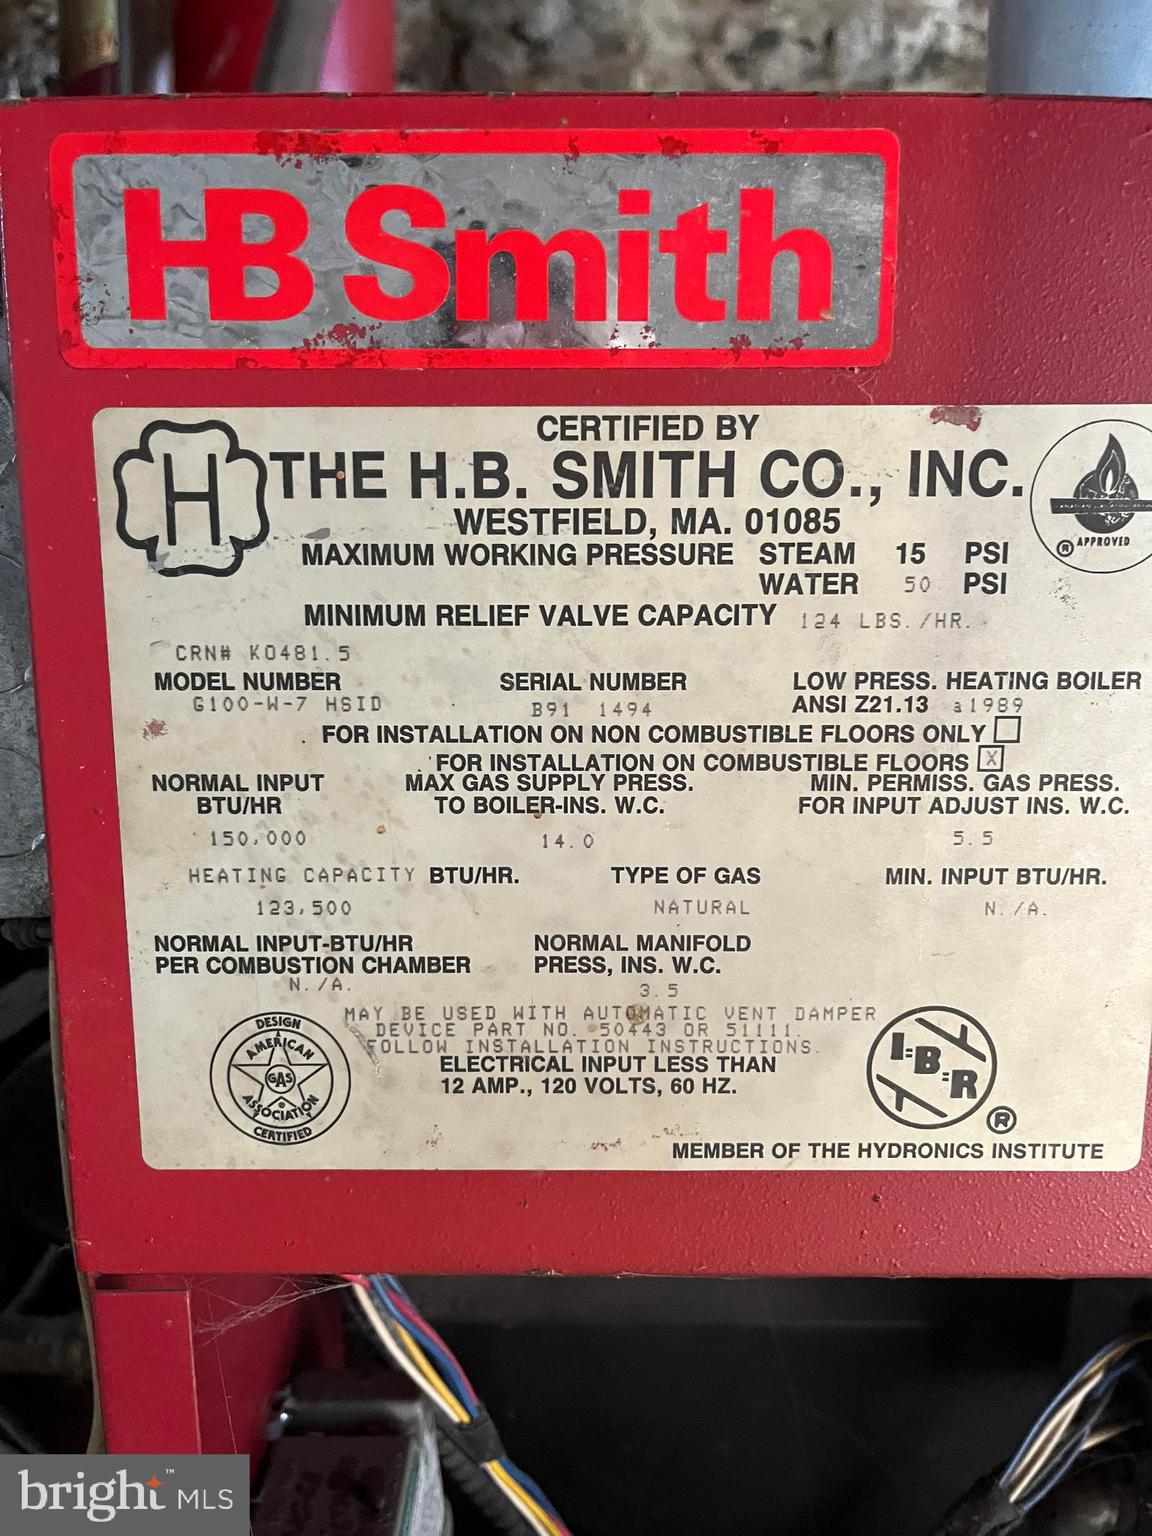 HB Smith
CERTIFIED BY
H THE H.B. SMITH CO., INC.
WESTFIELD, MA. 01085
MAXIMUM WORKING PRESSURE STEAM 15 PSI
WATER 50 PSI
® APPROVED
MINIMUM RELIEF VALVE CAPACITY 124 LBS./HR.
CRN# K0481.5
MODEL NUMBER SERIAL NUMBER LOW PRESS. HEATING BOILER
G100-W-7 HSID B91 1494 ANSI Z21.13 a1989
FOR INSTALLATION ON NON COMBUSTIBLE FLOORS ONLY
FOR INSTALLATION ON COMBUSTIBLE FLOORS X
NORMAL INPUT MAX GAS SUPPLY PRESS. MIN. PERMISS. GAS PRESS.
BTU/HR TO BOILER-INS. W.C. FOR INPUT ADJUST INS. W.C.
150,000 14.0 5.5
HEATING CAPACITY BTU/HR. TYPE OF GAS MIN. INPUT BTU/HR.
123,500 NATURAL N./A.
NORMAL INPUT-BTU/HR NORMAL MANIFOLD
PER COMBUSTION CHAMBER PRESS, INS. W.C.
N./A. 3.5
MAY BE USED WITH AUTOMATIC VENT DAMPER
DEVICE PART NO. 50443 OR 51111.
FOLLOW INSTALLATION INSTRUCTIONS.
ELECTRICAL INPUT LESS THAN
12 AMP., 120 VOLTS, 60 HZ.
DESIGN
AMERICAN
GAS
®
ASSOCIATION
CERTIFIED
I=B=R
®
MEMBER OF THE HYDRONICS INSTITUTE
bright™ MLS